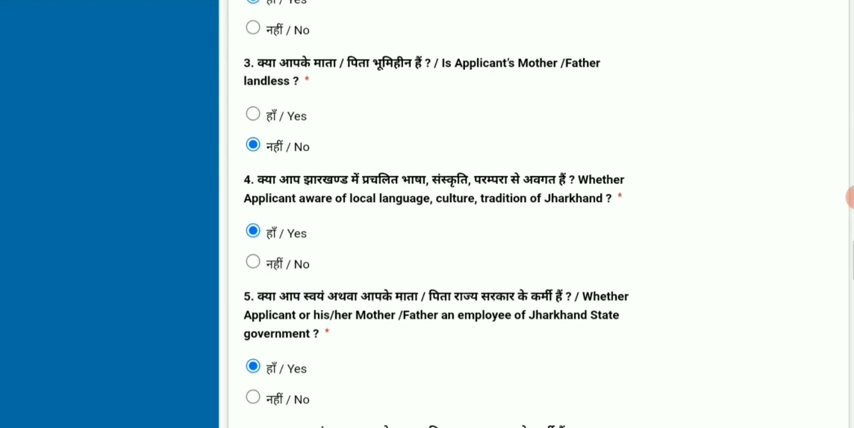 हाँ / Yes
नहीं / No
3. क्या आपके माता / पिता भूमिहीन हैं ? / Is Applicant's Mother /Father
landless ? *
हाँ / Yes
नहीं / No
4. क्या आप झारखण्ड में प्रचलित भाषा, संस्कृति, परम्परा से अवगत हैं ? Whether
Applicant aware of local language, culture, tradition of Jharkhand ? *
हाँ / Yes
नहीं / No
5. क्या आप स्वयं अथवा आपके माता / पिता राज्य सरकार के कर्मी हैं ? / Whether
Applicant or his/her Mother /Father an employee of Jharkhand State
government ? *
हाँ / Yes
नहीं / No